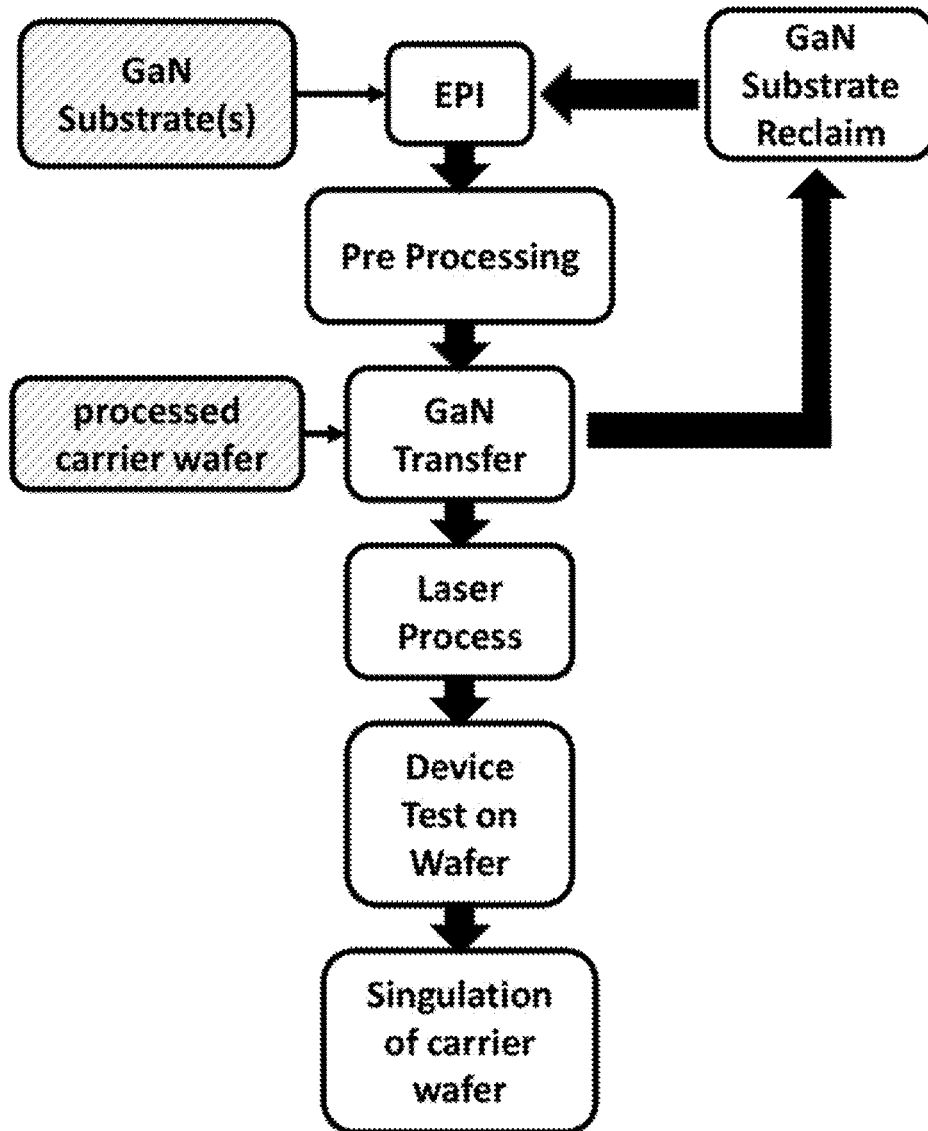 GaN
Substrate(s)
EPI
GaN
Substrate
Reclaim
Pre Processing
processed
carrier wafer
GaN
Transfer
Laser
Process
Device
Test on
Wafer
Singulation
of carrier
wafer